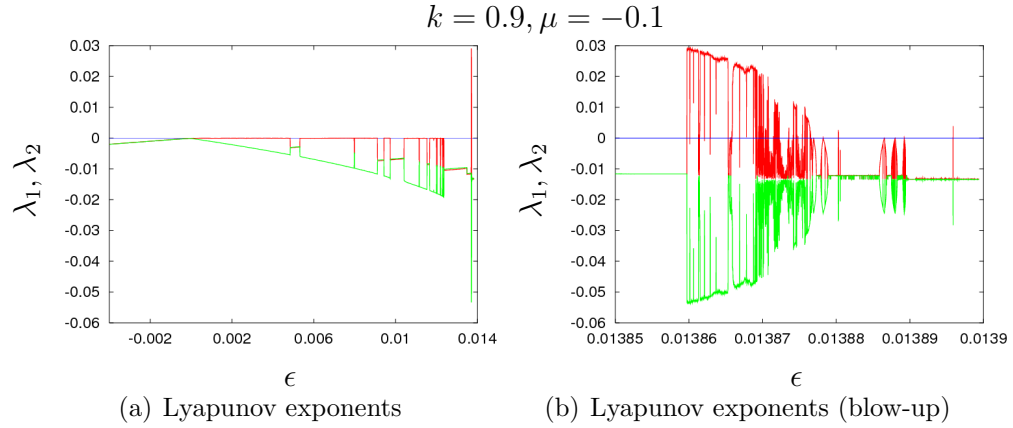 k = 0.9, μ = −0.1
0.03
0.02
0.01
0
-0.01
-0.02
-0.03
-0.04
-0.05
-0.06
λ₁, λ₂
-0.002 0.002 0.006 0.01 0.014
ϵ
(a) Lyapunov exponents
0.03
0.02
0.01
0
-0.01
-0.02
-0.03
-0.04
-0.05
-0.06
λ₁, λ₂
0.01385 0.01386 0.01387 0.01388 0.01389 0.0139
ϵ
(b) Lyapunov exponents (blow-up)